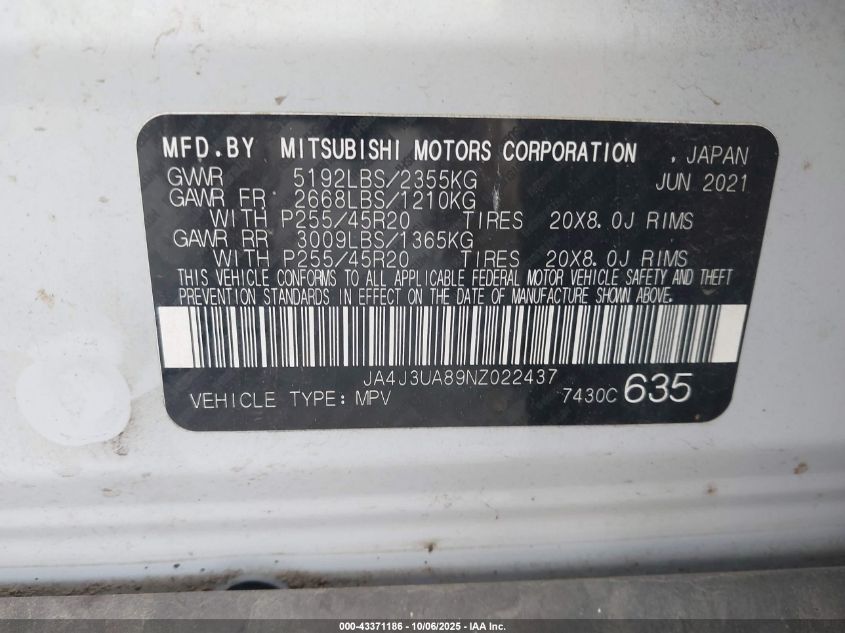 MFD.BY MITSUBISHI MOTORS CORPORATION . JAPAN
GVWR 5192LBS/2355KG JUN 2021
GAWR FR 2668LBS/1210KG
WITH P255/45R20 TIRES 20X8.0J RIMS
GAWR RR 3009LBS/1365KG
WITH P255/45R20 TIRES 20X8.0J RIMS
THIS VEHICLE CONFORMS TO ALL APPLICABLE FEDERAL MOTOR VEHICLE SAFETY AND THEFT
PREVENTION STANDARDS IN EFFECT ON THE DATE OF MANUFACTURE SHOWN ABOVE.
JA4J3UA89NZ022437
VEHICLE TYPE: MPV 7430C 635
000-43371186 - 10/06/2025 - IAA Inc.